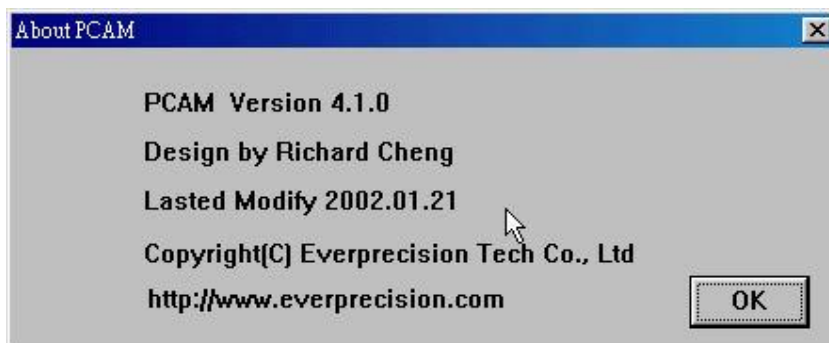 About PCAM
PCAM Version 4.1.0
Design by Richard Cheng
Lasted Modify 2002.01.21
Copyright(C) Everprecision Tech Co., Ltd
http://www.everprecision.com
OK